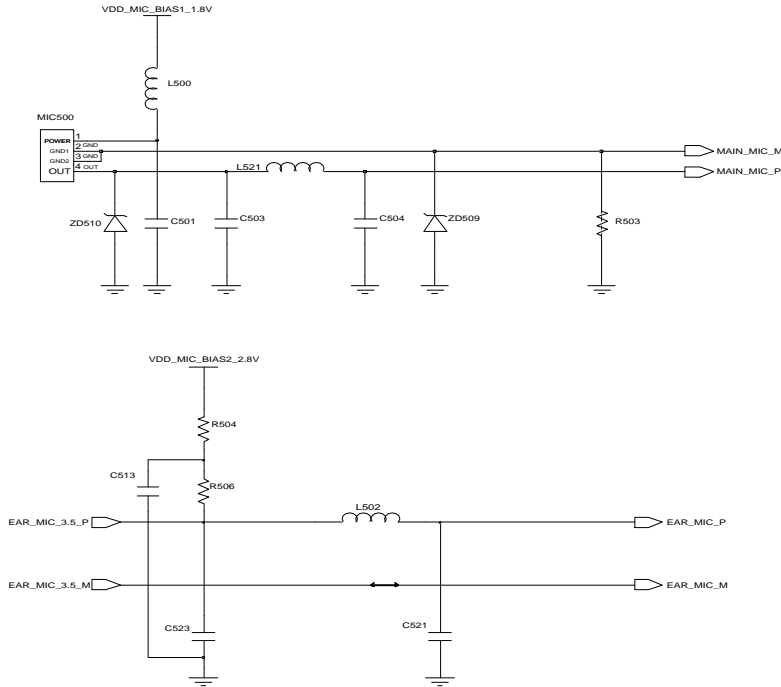 VDD_MIC_BIAS1_1.8V
L500
MIC500
POWER 1
GND1 2 GND
GND2 3 GND
OUT 4 OUT
MAIN_MIC_M
L521
MAIN_MIC_P
ZD510
C501
C503
C504
ZD509
R503
VDD_MIC_BIAS2_2.8V
R504
C513
R506
L502
EAR_MIC_3.5_P
EAR_MIC_P
EAR_MIC_3.5_M
EAR_MIC_M
C523
C521